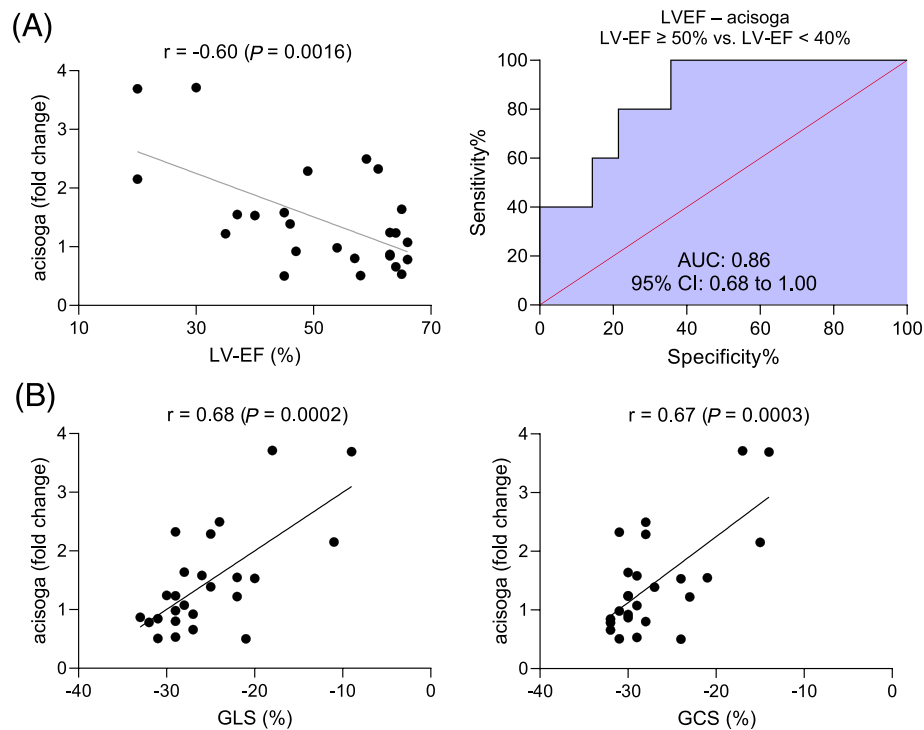 (A)
r = -0.60 (P = 0.0016)
acisoga (fold change)
4
3
2
1
0
10
30
50
70
LV-EF (%)
LVEF – acisoga
LV-EF ≥ 50% vs. LV-EF < 40%
Sensitivity%
100
80
60
40
20
0
AUC: 0.86
95% CI: 0.68 to 1.00
0
20
40
60
80
100
Specificity%
(B)
r = 0.68 (P = 0.0002)
acisoga (fold change)
4
3
2
1
0
-40
-30
-20
-10
0
GLS (%)
r = 0.67 (P = 0.0003)
acisoga (fold change)
4
3
2
1
0
-40
-30
-20
-10
0
GCS (%)